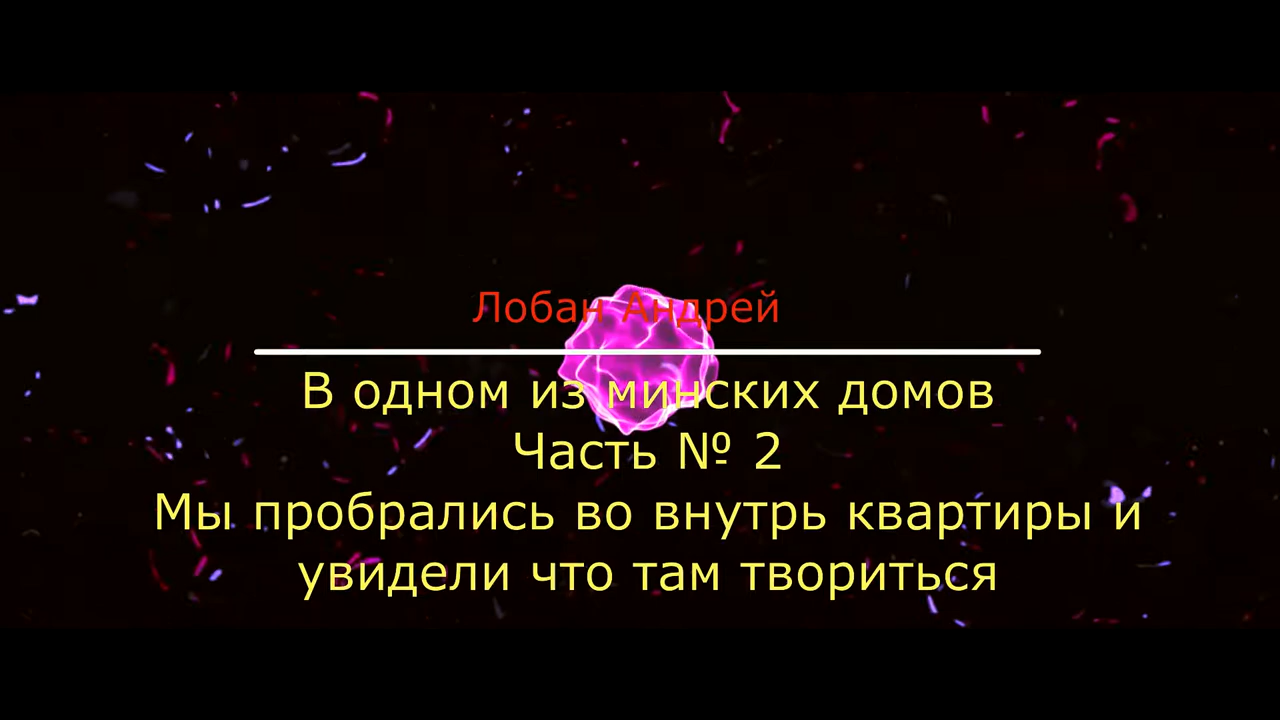 Лобан Андрей
В одном из минских домов
Часть № 2
Мы пробрались во внутрь квартиры и
увидели что там твориться